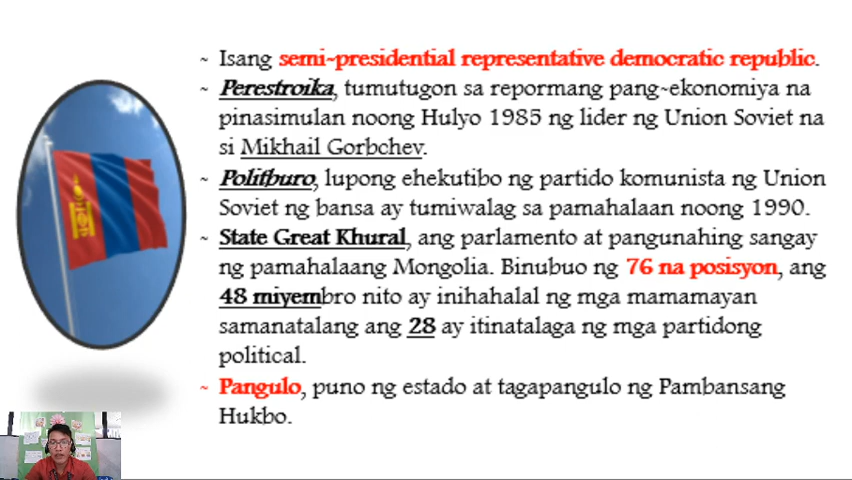 ~ Isang semi-presidential representative democratic republic.
~ Perestroika, tumutugon sa repormang pang-ekonomiya na
pinasimulan noong Hulyo 1985 ng lider ng Union Soviet na
si Mikhail Gorbchev.
~ Politburo, lupong ehekutibo ng partido komunista ng Union
Soviet ng bansa ay tumiwalag sa pamahalaan noong 1990.
~ State Great Khural, ang parlamento at pangunahing sangay
ng pamahalaang Mongolia. Binubuo ng 76 na posisyon, ang
48 miyembro nito ay inihahalal ng mga mamamayan
samanatalang ang 28 ay itinatalaga ng mga partidong
political.
~ Pangulo, puno ng estado at tagapangulo ng Pambansang
Hukbo.